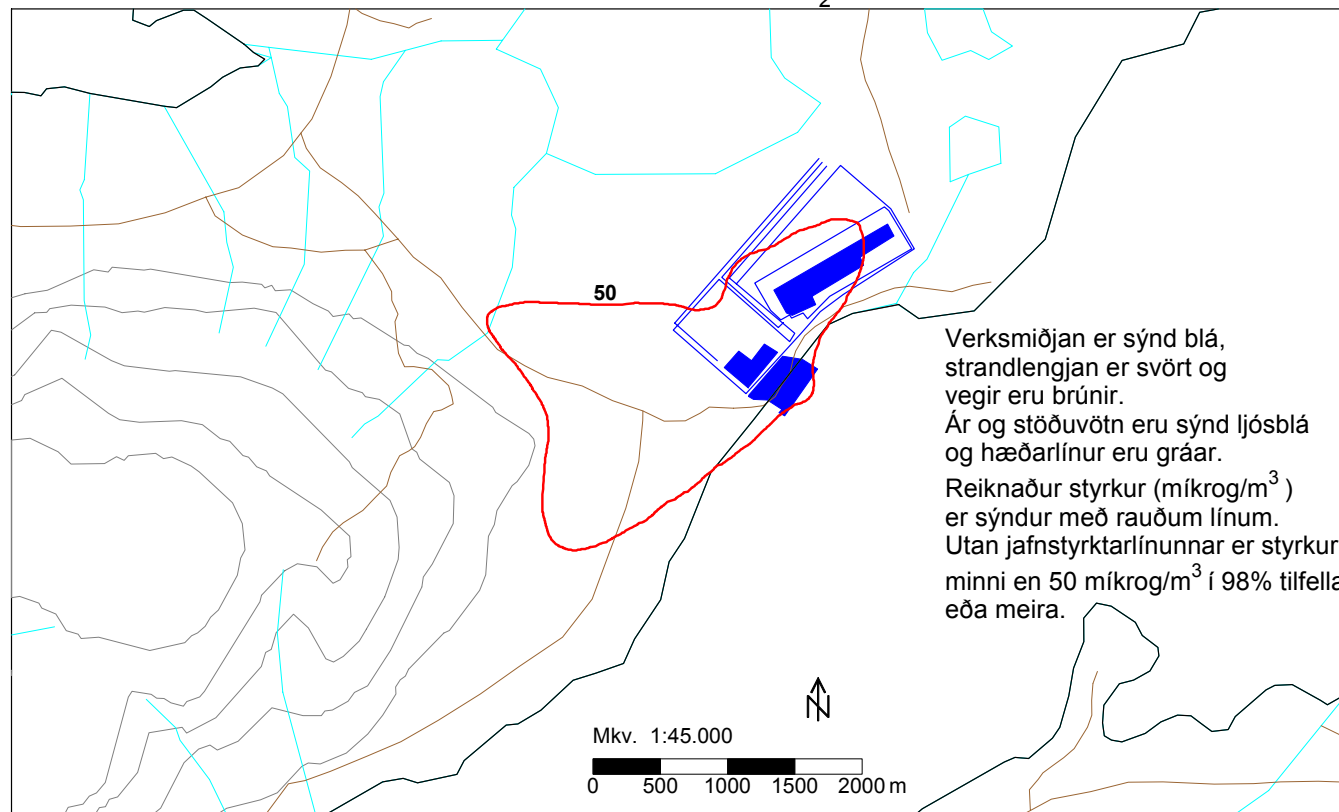 2
50
Verksmiðjan er sýnd blá,
strandlengjan er svört og
vegir eru brúnir.
Ár og stöðuvötn eru sýnd ljósblá
og hæðarlínur eru gráar.
Reiknaður styrkur (míkrog/m³ )
er sýndur með rauðum línum.
Utan jafnstyrktarlínunnar er styrkur
minni en 50 míkrog/m³ í 98% tilfella
eða meira.
N
Mkv. 1:45.000
0 500 1000 1500 2000 m